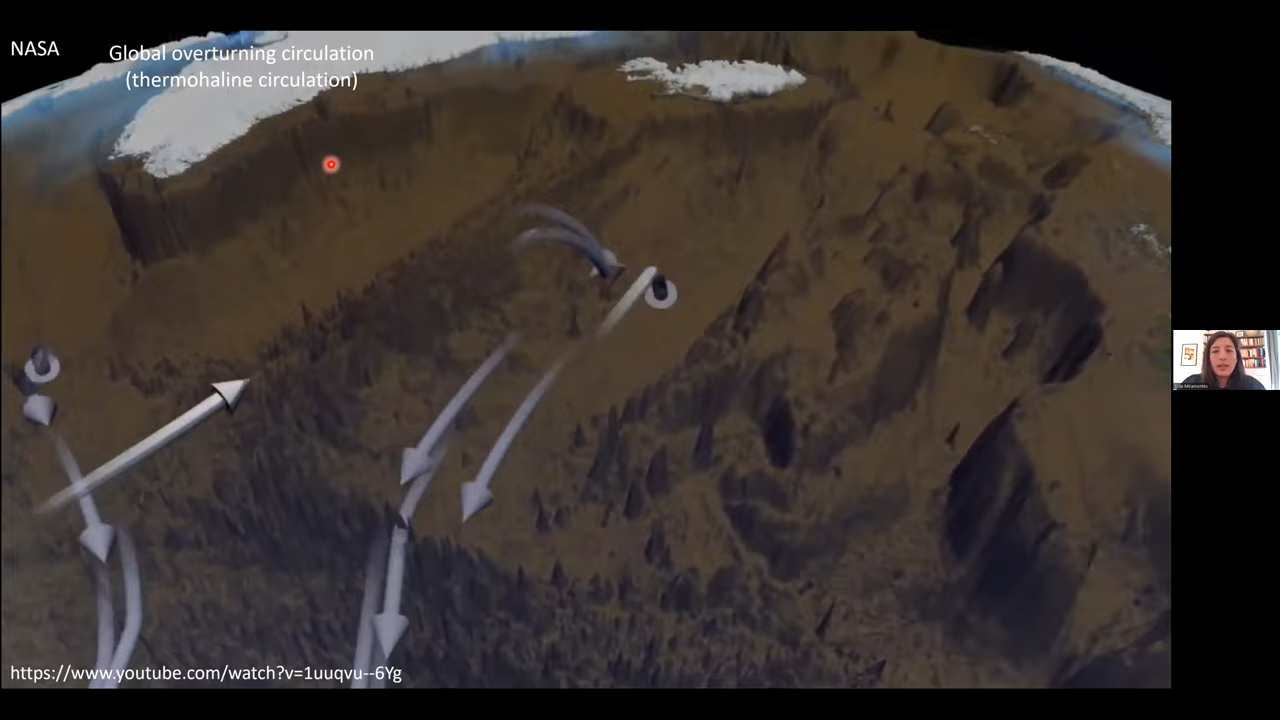 NASA
Global overturning circulation
(thermohaline circulation)
https://www.youtube.com/watch?v=1uuqvu--6Yg